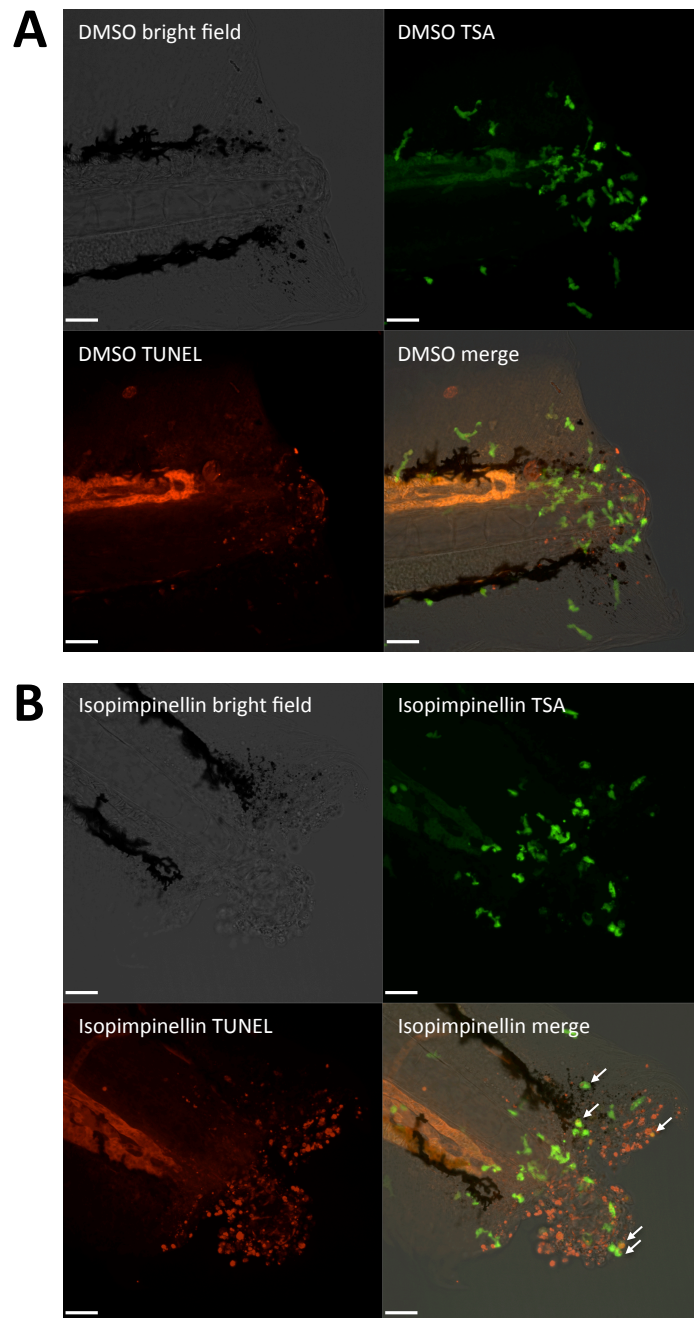 A
DMSO bright field
DMSO TSA
DMSO TUNEL
DMSO merge
B
Isopimpinellin bright field
Isopimpinellin TSA
Isopimpinellin TUNEL
Isopimpinellin merge